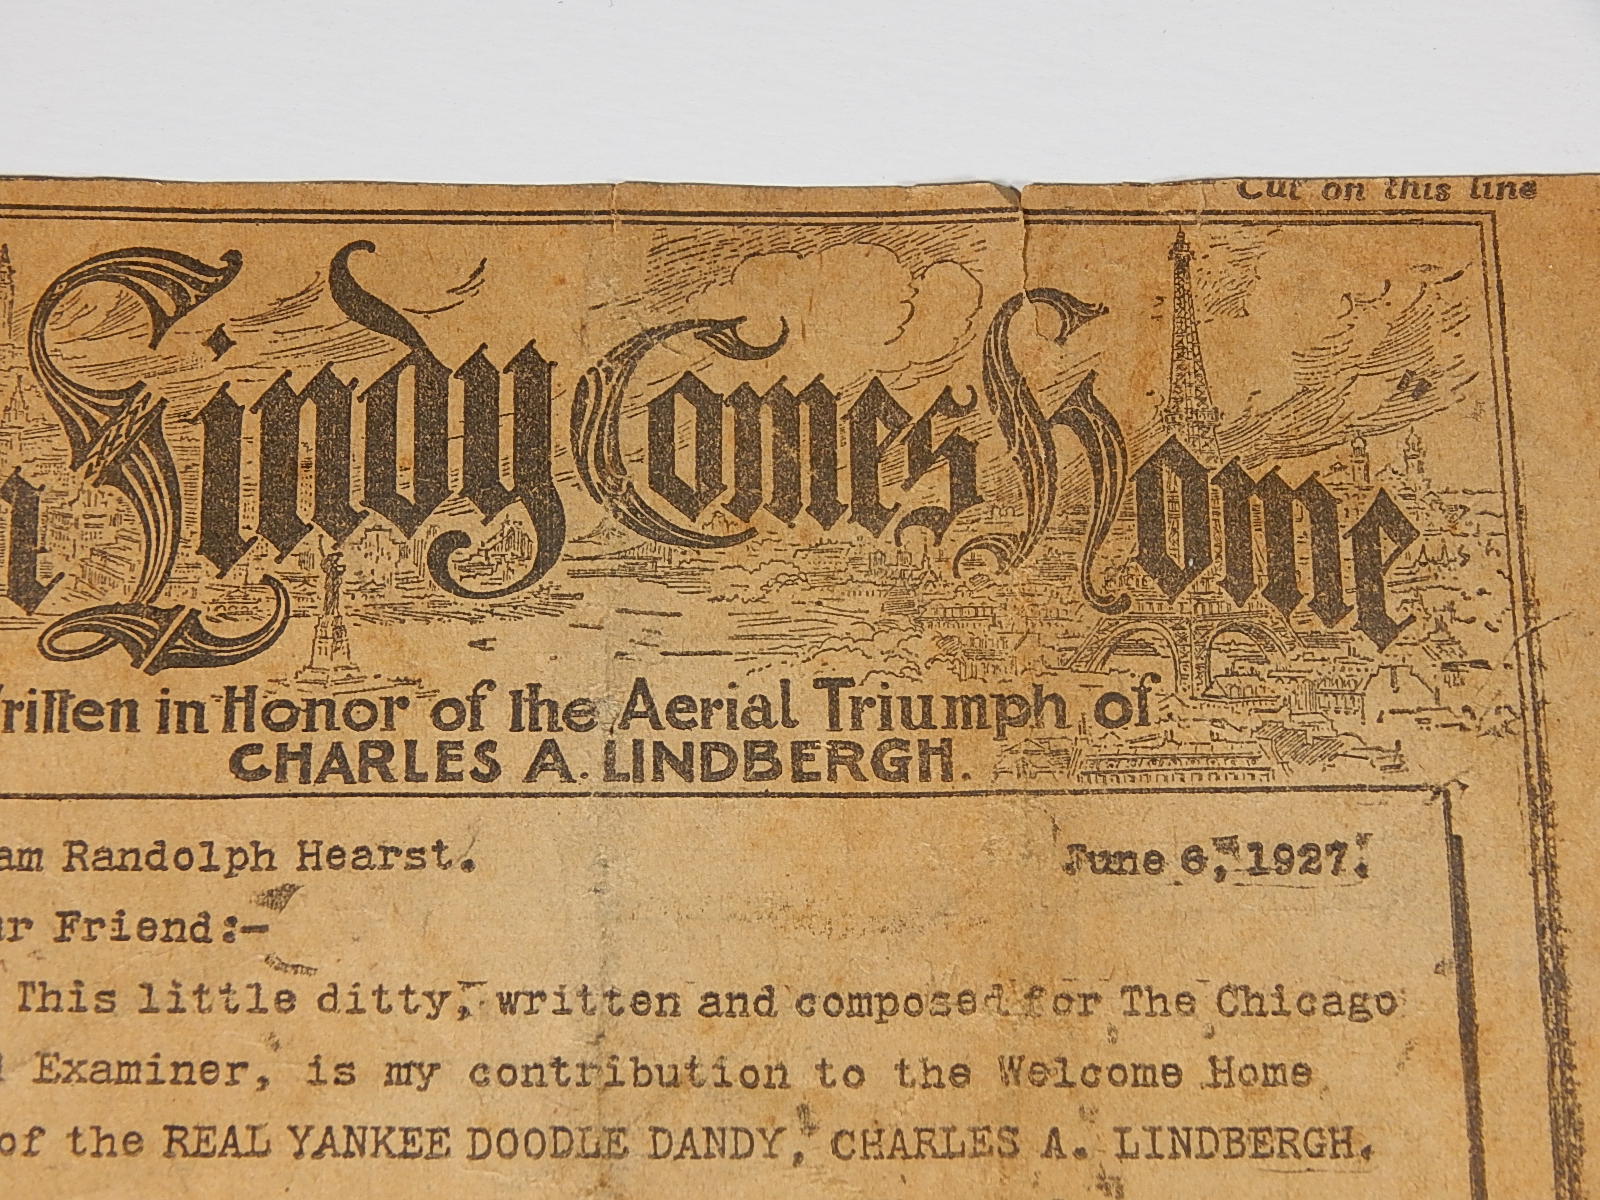 Cut on this line
n Lindy Comes Home
Written in Honor of the Aerial Triumph of
CHARLES A. LINDBERGH.
am Randolph Hearst. June 6, 1927.
ur Friend:-
This little ditty, written and composed for The Chicago
d Examiner, is my contribution to the Welcome Home
of the REAL YANKEE DOODLE DANDY, CHARLES A. LINDBERGH.